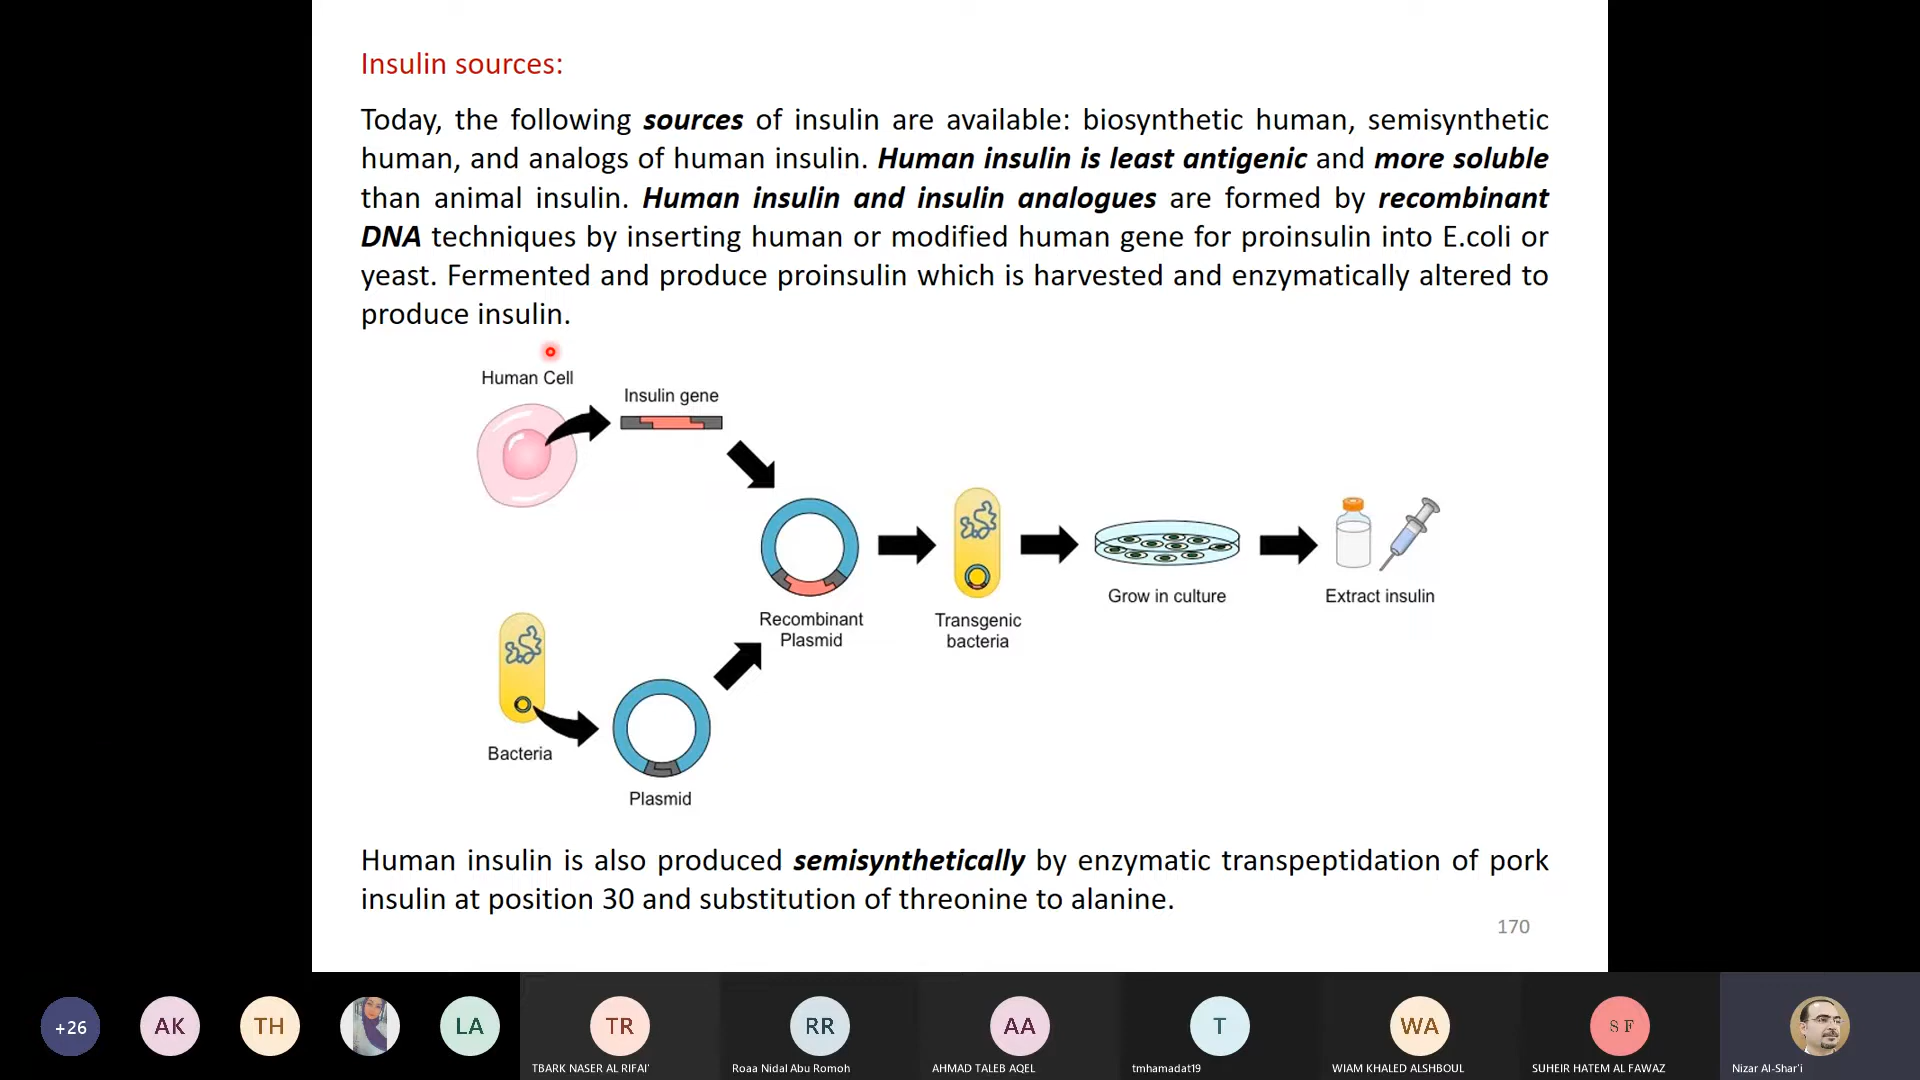 Insulin sources:
Today, the following sources of insulin are available: biosynthetic human, semisynthetic
human, and analogs of human insulin. Human insulin is least antigenic and more soluble
than animal insulin. Human insulin and insulin analogues are formed by recombinant
DNA techniques by inserting human or modified human gene for proinsulin into E.coli or
yeast. Fermented and produce proinsulin which is harvested and enzymatically altered to
produce insulin.
Human Cell
Insulin gene
Recombinant
Plasmid
Transgenic
bacteria
Grow in culture
Extract insulin
Bacteria
Plasmid
Human insulin is also produced semisynthetically by enzymatic transpeptidation of pork
insulin at position 30 and substitution of threonine to alanine.
170
+26
AK
TH
LA
TR
RR
AA
T
WA
S F
TBARK NASER AL RIFAI'
Roaa Nidal Abu Romoh
AHMAD TALEB AQEL
tmhamadat19
WIAM KHALED ALSHBOUL
SUHEIR HATEM AL FAWAZ
Nizar Al-Shar'i